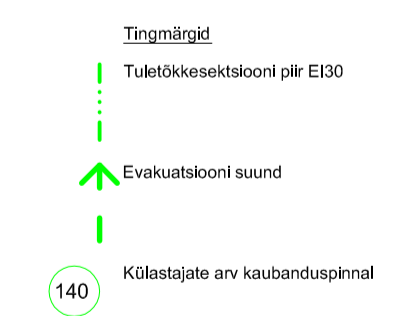 Tingmärgid
Tuletõkkesektsiooni piir EI30
Evakuatsiooni suund
Külastajate arv kaubanduspinnal
140